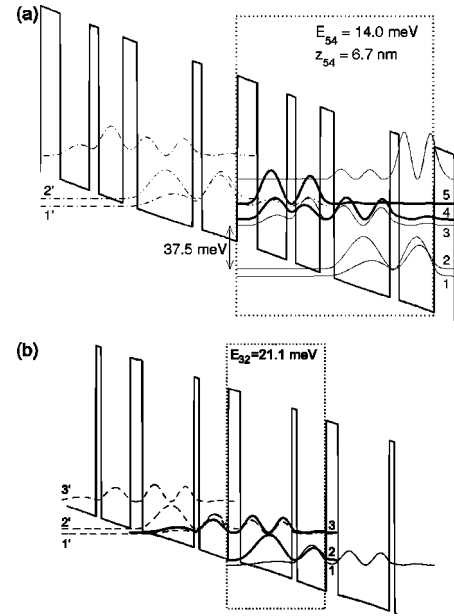 (a)
E54 = 14.0 meV
z54 = 6.7 nm
2'
1'
37.5 meV
5
4
3
2
1
(b)
E32=21.1 meV
3'
2'
1'
3
2
1